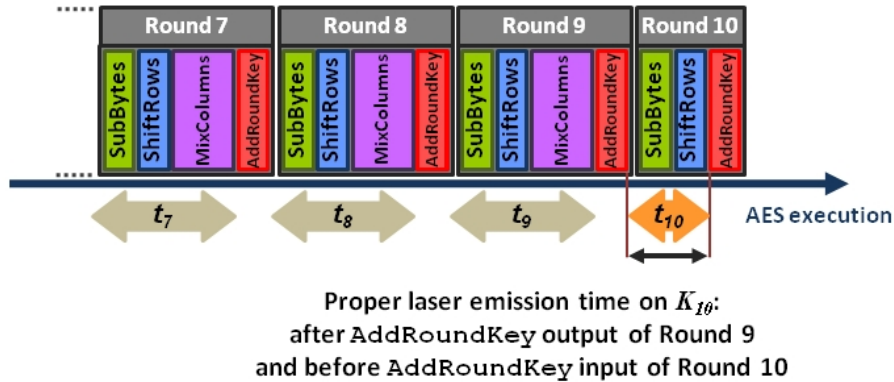 Round 7
Round 8
Round 9
Round 10
SubBytes
ShiftRows
MixColumns
AddRoundKey
SubBytes
ShiftRows
MixColumns
AddRoundKey
SubBytes
ShiftRows
MixColumns
AddRoundKey
SubBytes
ShiftRows
AddRoundKey
t7
t8
t9
t10
AES execution
Proper laser emission time on K10:
after AddRoundKey output of Round 9
and before AddRoundKey input of Round 10